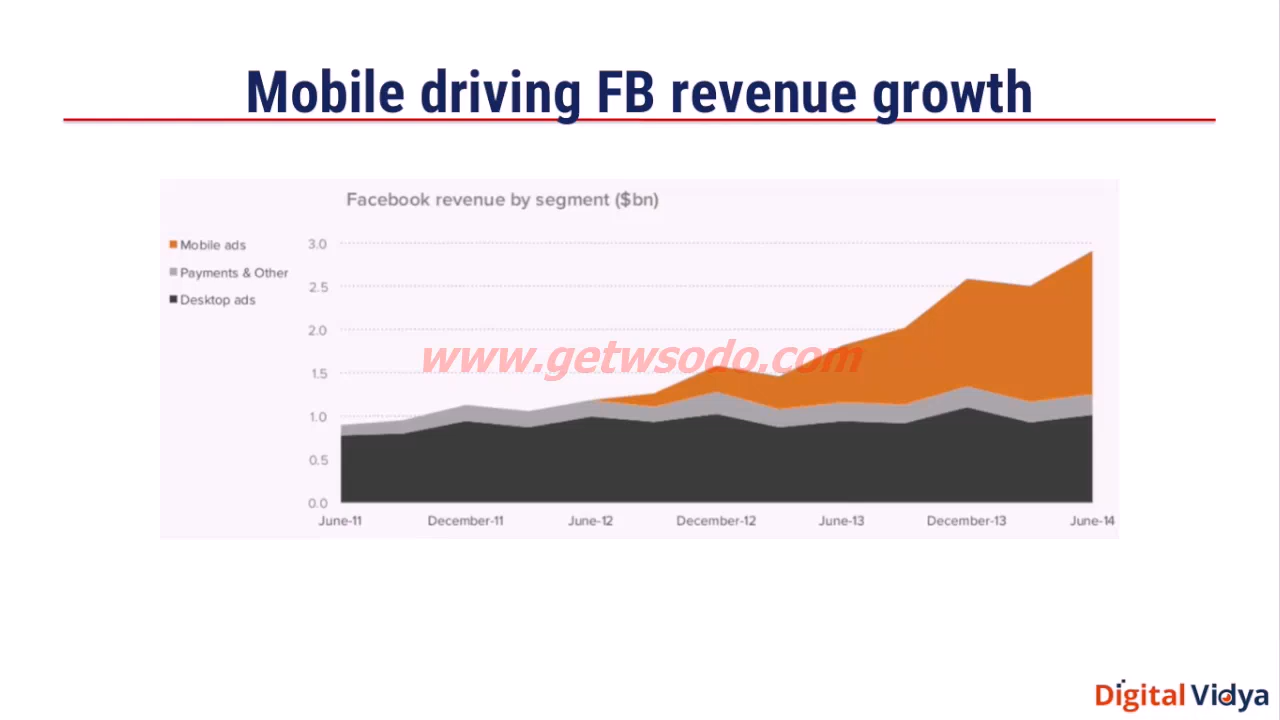 Mobile driving FB revenue growth
Facebook revenue by segment ($bn)
Mobile ads
Payments & Other
Desktop ads
3.0
2.5
2.0
1.5
1.0
0.5
0.0
June-11 December-11 June-12 December-12 June-13 December-13 June-14
www.getwsodo.com
Digital Vidya